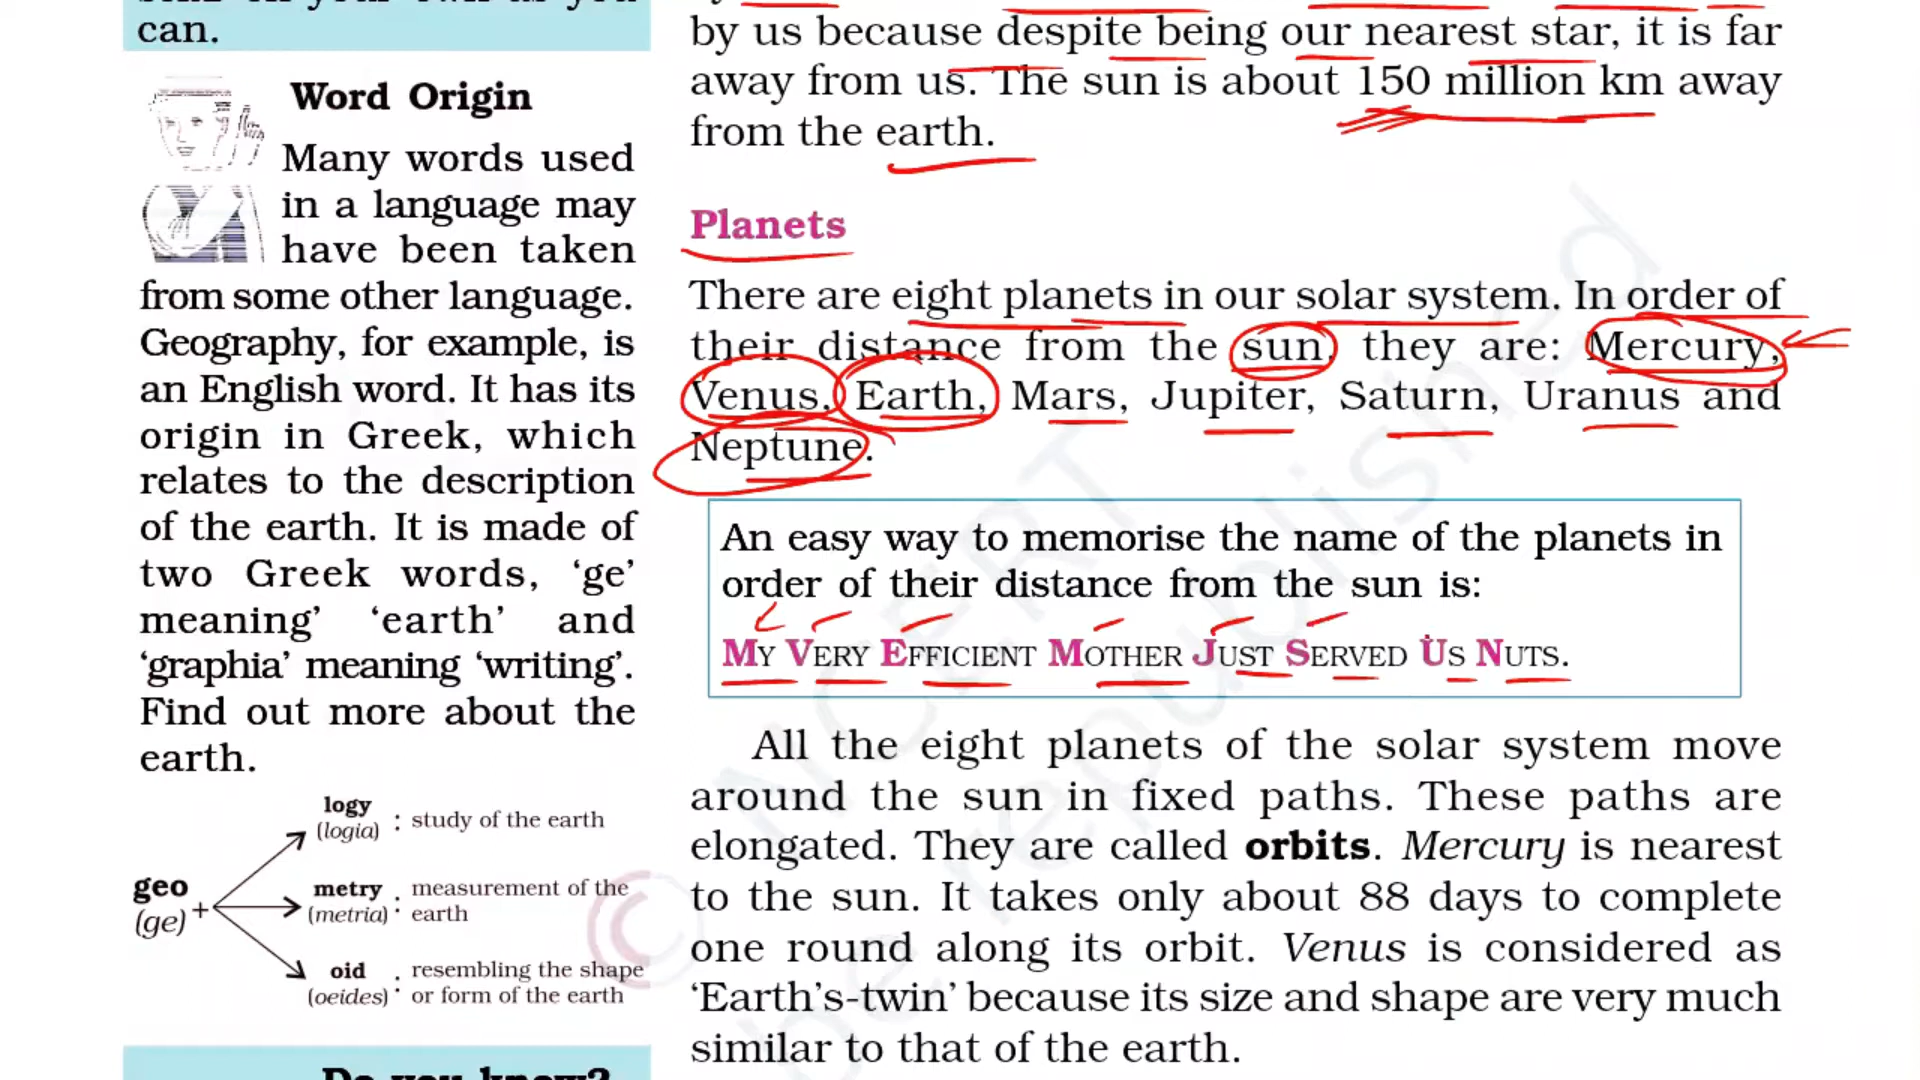 can.
Word Origin
Many words used
in a language may
have been taken
from some other language.
Geography, for example, is
an English word. It has its
origin in Greek, which
relates to the description
of the earth. It is made of
two Greek words, ‘ge’
meaning’ ‘earth’ and
‘graphia’ meaning ‘writing’.
Find out more about the
earth.
logy
(logia) : study of the earth
geo
(ge) +
metry
(metria) : measurement of the
earth
oid
(oeides) : resembling the shape
or form of the earth
Do you know?
by us because despite being our nearest star, it is far
away from us. The sun is about 150 million km away
from the earth.
Planets
There are eight planets in our solar system. In order of
their distance from the sun, they are: Mercury,
Venus, Earth, Mars, Jupiter, Saturn, Uranus and
Neptune.
An easy way to memorise the name of the planets in
order of their distance from the sun is:
MY VERY EFFICIENT MOTHER JUST SERVED US NUTS.
All the eight planets of the solar system move
around the sun in fixed paths. These paths are
elongated. They are called orbits. Mercury is nearest
to the sun. It takes only about 88 days to complete
one round along its orbit. Venus is considered as
‘Earth’s-twin’ because its size and shape are very much
similar to that of the earth.
© NCERT
be republished